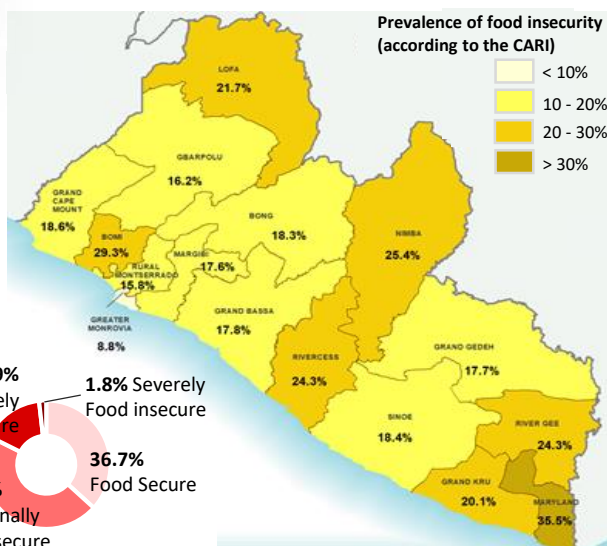 Prevalence of food insecurity
(according to the CARI)
< 10%
10 - 20%
20 - 30%
> 30%
LOFA
21.7%
GBARPOLU
16.2%
GRAND
CAPE
MOUNT
18.6%
BONG
18.3%
NIMBA
25.4%
BOMI
29.3%
MARGIBI
17.6%
RURAL
MONTSERRADO
15.8%
GRAND BASSA
17.8%
GREATER
MONROVIA
8.8%
GRAND GEDEH
17.7%
RIVERCESS
24.3%
SINOE
18.4%
RIVER GEE
24.3%
GRAND KRU
20.1%
MARYLAND
35.5%
1.8% Severely
Food insecure
36.7%
Food Secure